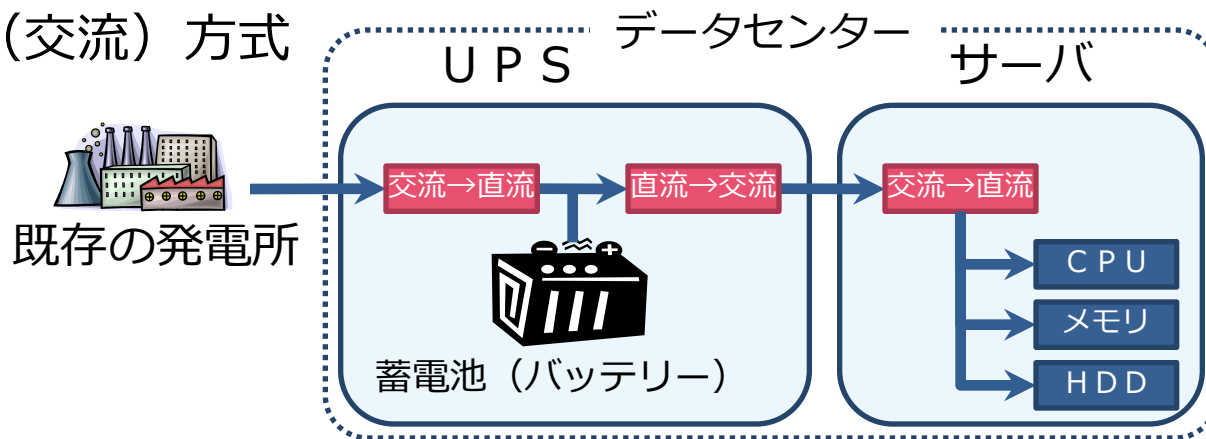 （交流）方式
データセンター
ＵＰＳ
サーバ
交流→直流
直流→交流
交流→直流
既存の発電所
ＣＰＵ
メモリ
ＨＤＤ
蓄電池（バッテリー）